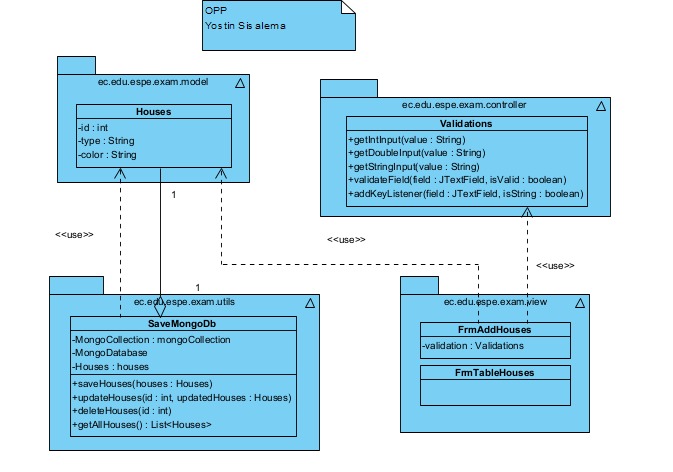 OPP
Yostin Sisalema
ec.edu.espe.exam.model
Houses
-id : int
-type : String
-color : String
ec.edu.espe.exam.controller
Validations
+getIntInput(value : String)
+getDoubleInput(value : String)
+getStringInput(value : String)
+validateField(field : JTextField, isValid : boolean)
+addKeyListener(field : JTextField, isString : boolean)
1
<<use>>
<<use>>
<<use>>
1
ec.edu.espe.exam.utils
SaveMongoDb
-MongoCollection : mongoCollection
-MongoDatabase
-Houses : houses
+saveHouses(houses : Houses)
+updateHouses(id : int, updatedHouses : Houses)
+deleteHouses(id : int)
+getAllHouses() : List<Houses>
ec.edu.espe.exam.view
FrmAddHouses
-validation : Validations
FrmTableHouses